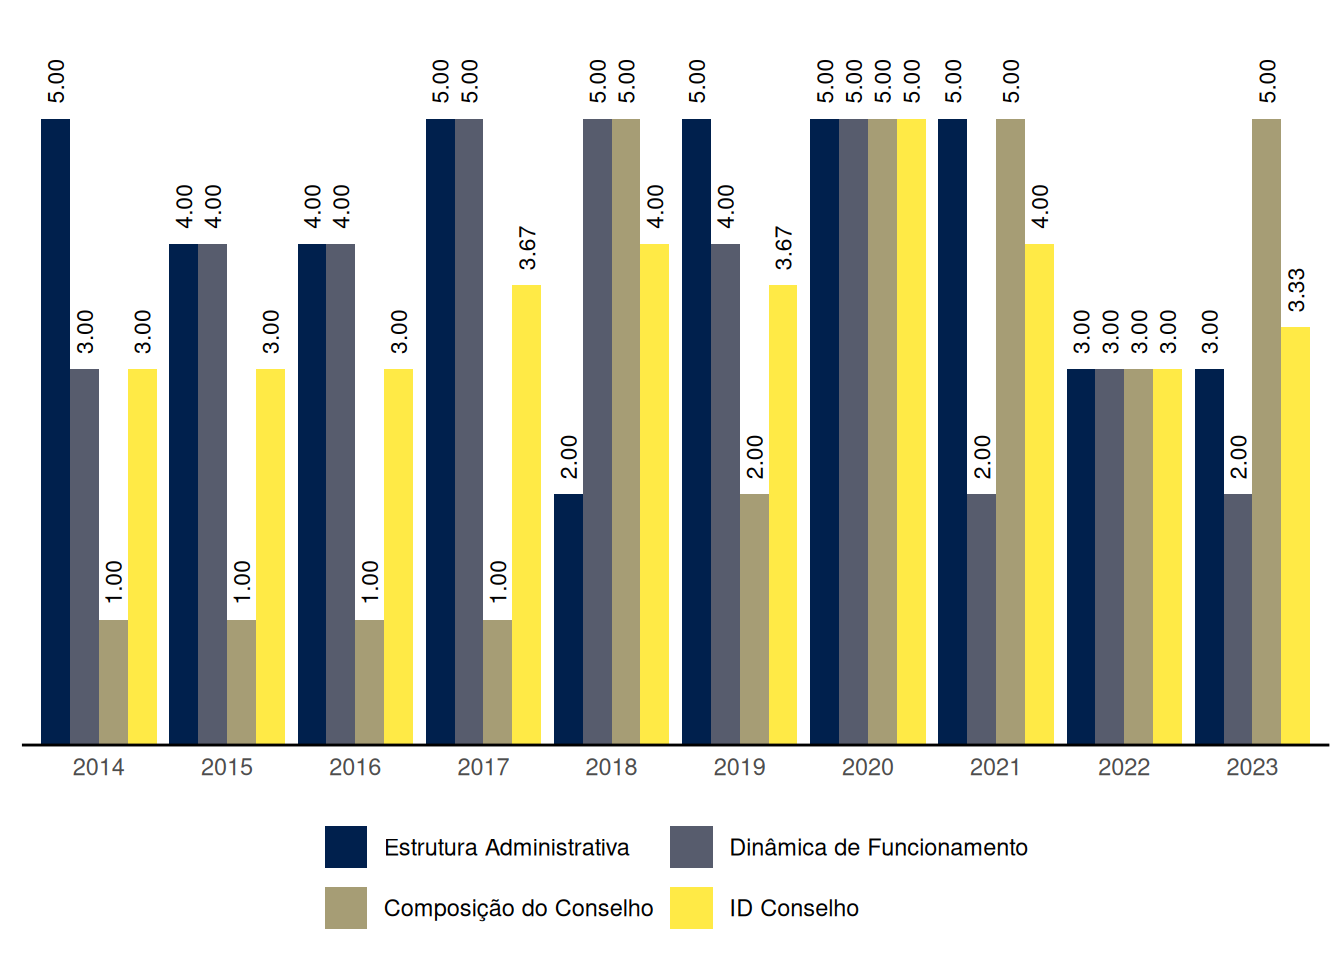 5.00 3.00 1.00 3.00
4.00 4.00 1.00 3.00
4.00 4.00 1.00 3.00
5.00 5.00 1.00 3.67
2.00 5.00 5.00 4.00
5.00 4.00 2.00 3.67
5.00 5.00 5.00 5.00
5.00 2.00 5.00 4.00
3.00 3.00 3.00 3.00
3.00 2.00 5.00 3.33
2014 2015 2016 2017 2018 2019 2020 2021 2022 2023
Estrutura Administrativa Dinâmica de Funcionamento
Composição do Conselho ID Conselho